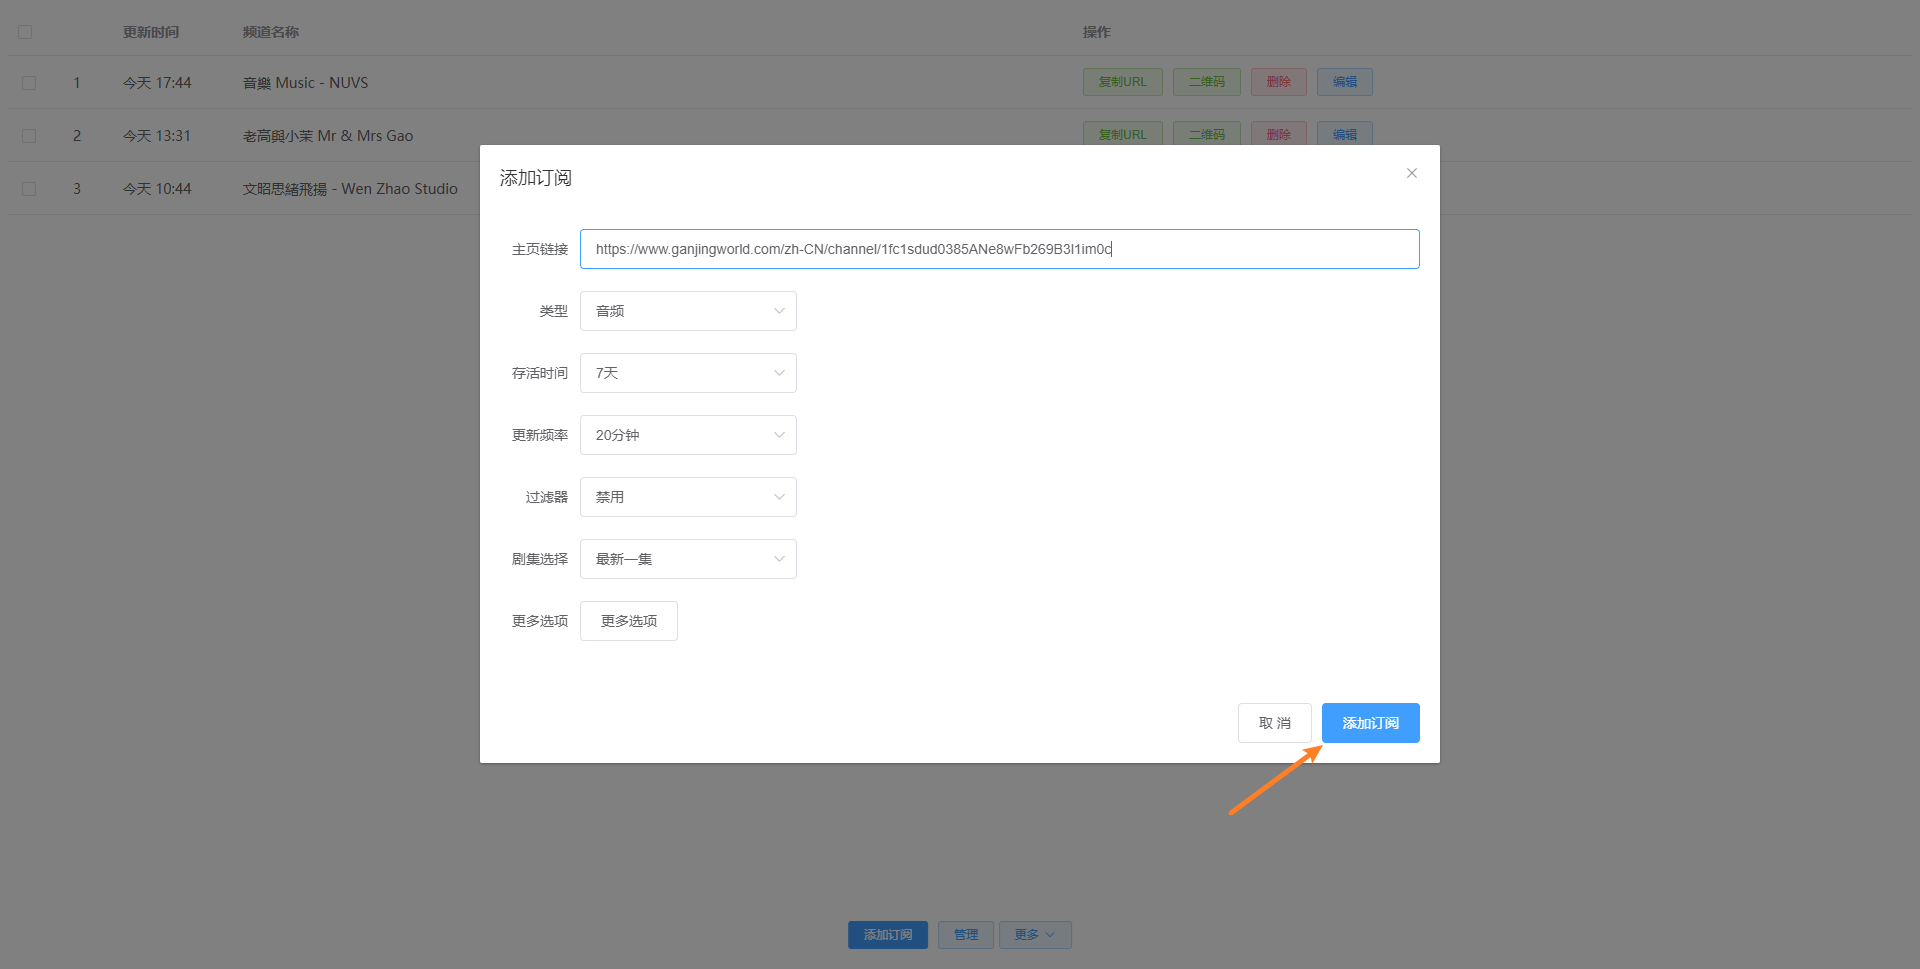 更新时间 频道名称 操作
1 今天 17:44 音樂 Music - NUVS 复制URL 二维码 删除 编辑
2 今天 13:31 老高與小茉 Mr & Mrs Gao 复制URL 二维码 删除 编辑
3 今天 10:44 文昭思緒飛揚 - Wen Zhao Studio
添加订阅
主页链接 https://www.ganjingworld.com/zh-CN/channel/1fc1sdud0385ANe8wFb269B3l1im0c
类型 音频
存活时间 7天
更新频率 20分钟
过滤器 禁用
剧集选择 最新一集
更多选项 更多选项
取 消 添加订阅
添加订阅 管理 更多